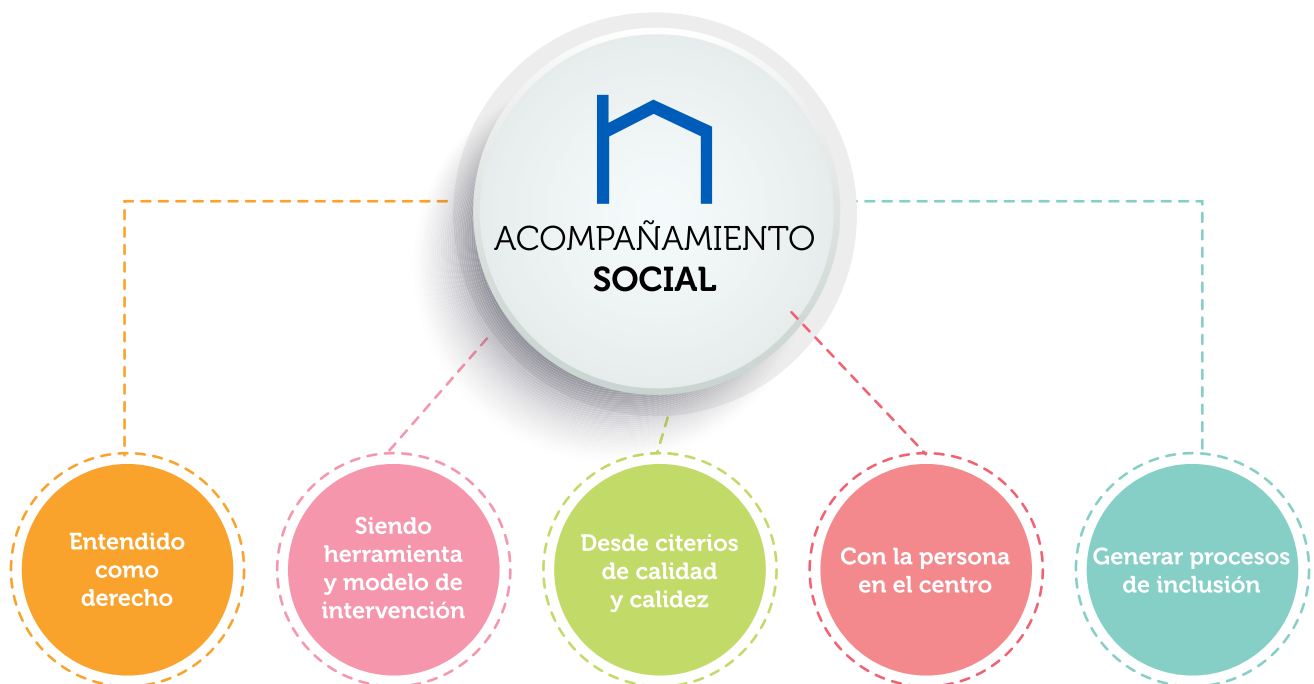 ACOMPAÑAMIENTO
SOCIAL
Entendido
como
derecho
Siendo
herramienta
y modelo de
intervención
Desde citerios
de calidad
y calidez
Con la persona
en el centro
Generar procesos
de inclusión